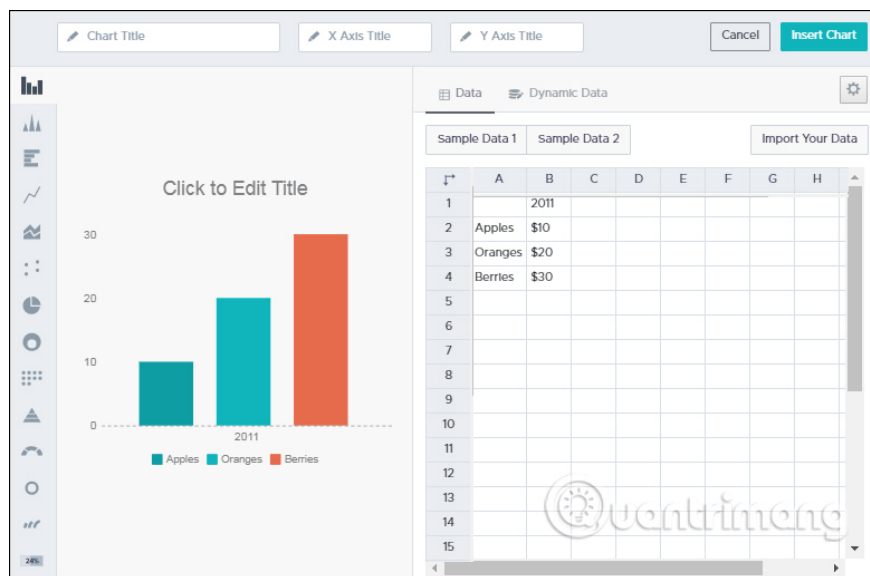 Chart Title
X Axis Title
Y Axis Title
Cancel
Insert Chart
Data
Dynamic Data
Sample Data 1
Sample Data 2
Import Your Data
Click to Edit Title
30
20
10
0
2011
Apples
Oranges
Berries
A B C D E F G H
1 2011
2 Apples $10
3 Oranges $20
4 Berries $30
5
6
7
8
9
10
11
12
13
14
15
24%
Quantrimang